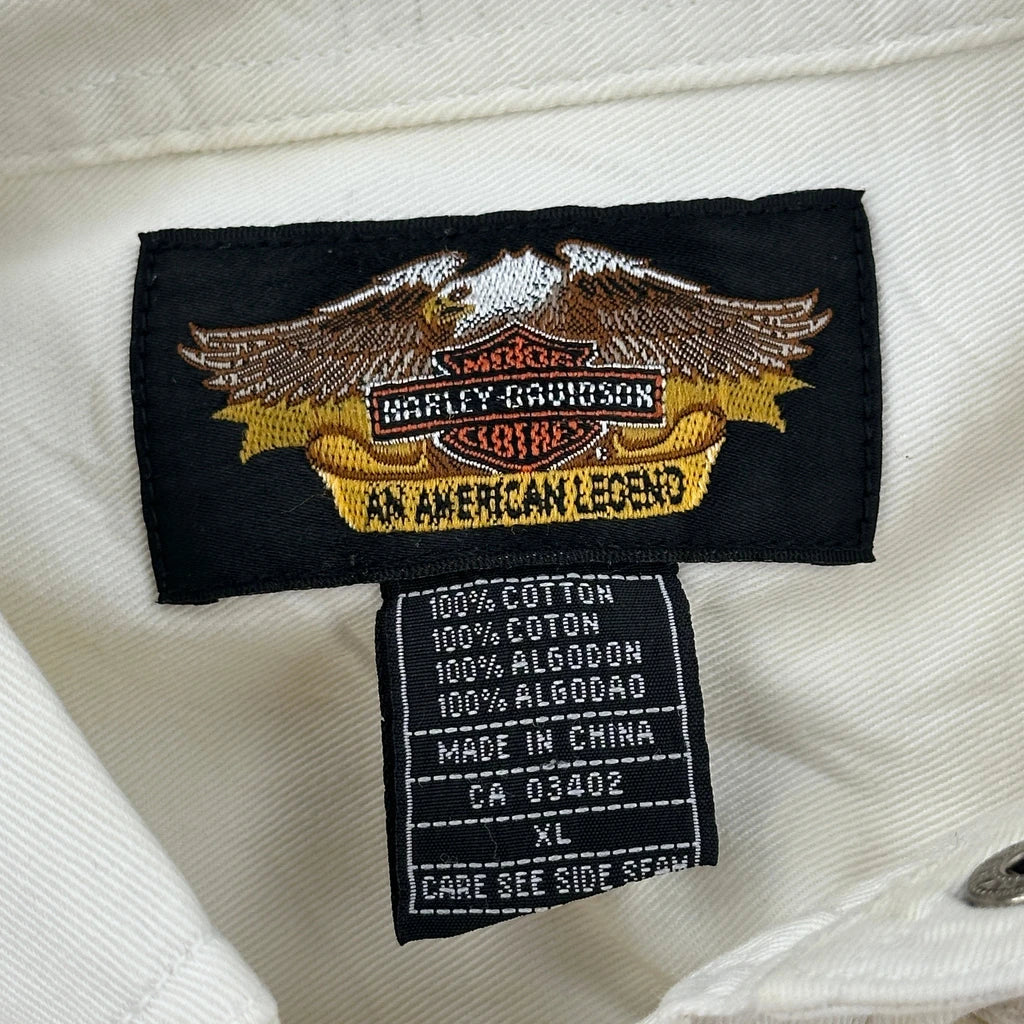 MOTOR
HARLEY-DAVIDSON
CLOTHES
AN AMERICAN LEGEND
100% COTTON
100% COTON
100% ALGODON
100% ALGODAO
MADE IN CHINA
CA 03402
XL
CARE SEE SIDE SEAM